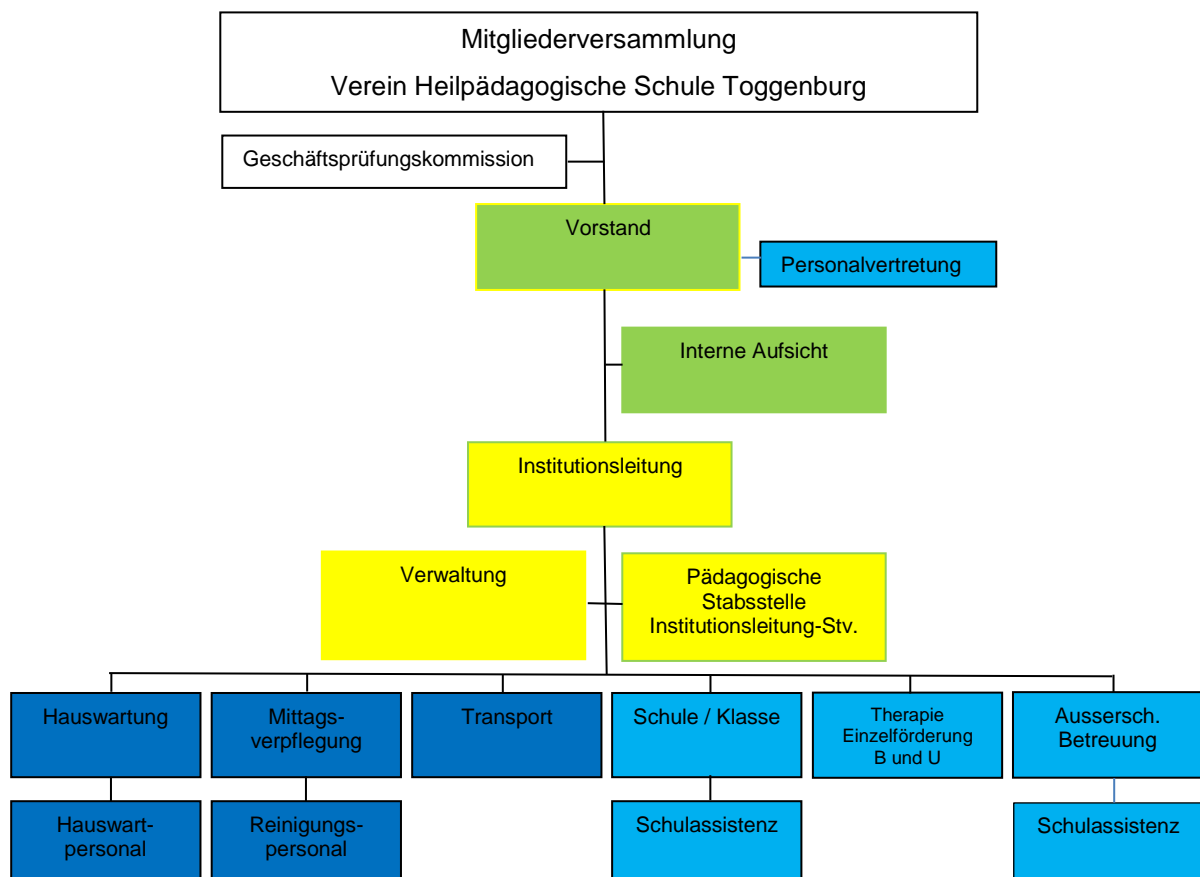 Mitgliederversammlung
Verein Heilpädagogische Schule Toggenburg
Geschäftsprüfungskommission
Vorstand
Personalvertretung
Interne Aufsicht
Institutionsleitung
Verwaltung
Pädagogische
Stabsstelle
Institutionsleitung-Stv.
Hauswartung
Mittags-
verpflegung
Transport
Schule / Klasse
Therapie
Einzelförderung
B und U
Aussersch.
Betreuung
Hauswart-
personal
Reinigungs-
personal
Schulassistenz
Schulassistenz